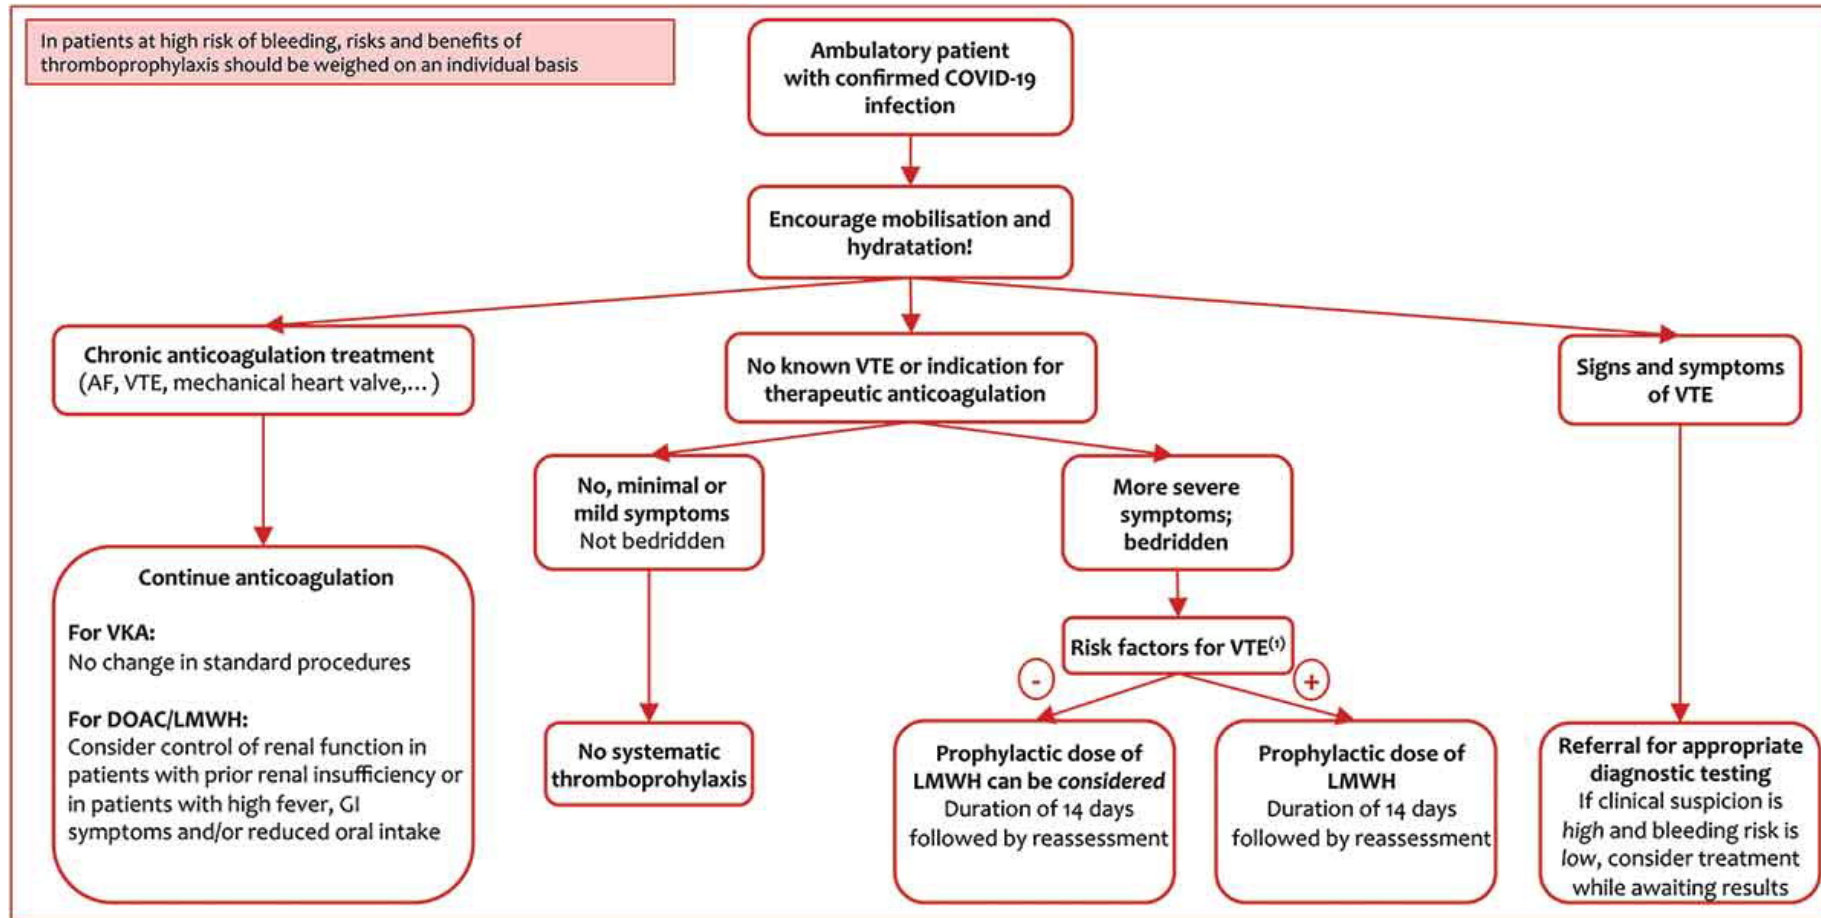 In patients at high risk of bleeding, risks and benefits of
thromboprophylaxis should be weighed on an individual basis
Ambulatory patient
with confirmed COVID-19
infection
Encourage mobilisation and
hydratation!
Chronic anticoagulation treatment
(AF, VTE, mechanical heart valve,...)
No known VTE or indication for
therapeutic anticoagulation
Signs and symptoms
of VTE
No, minimal or
mild symptoms
Not bedridden
More severe
symptoms;
bedridden
Continue anticoagulation
For VKA:
No change in standard procedures
For DOAC/LMWH:
Consider control of renal function in
patients with prior renal insufficiency or
in patients with high fever, GI
symptoms and/or reduced oral intake
Risk factors for VTE(1)
-
+
No systematic
thromboprohylaxis
Prophylactic dose of
LMWH can be considered
Duration of 14 days
followed by reassessment
Prophylactic dose of
LMWH
Duration of 14 days
followed by reassessment
Referral for appropriate
diagnostic testing
If clinical suspicion is
high and bleeding risk is
low, consider treatment
while awaiting results